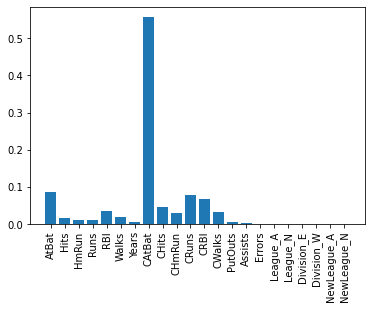 0.5
0.4
0.3
0.2
0.1
0.0
AtBat
Hits
HmRun
Runs
RBI
Walks
Years
CAtBat
CHits
CHmRun
CRuns
CRBI
CWalks
PutOuts
Assists
Errors
League_A
League_N
Division_E
Division_W
NewLeague_A
NewLeague_N